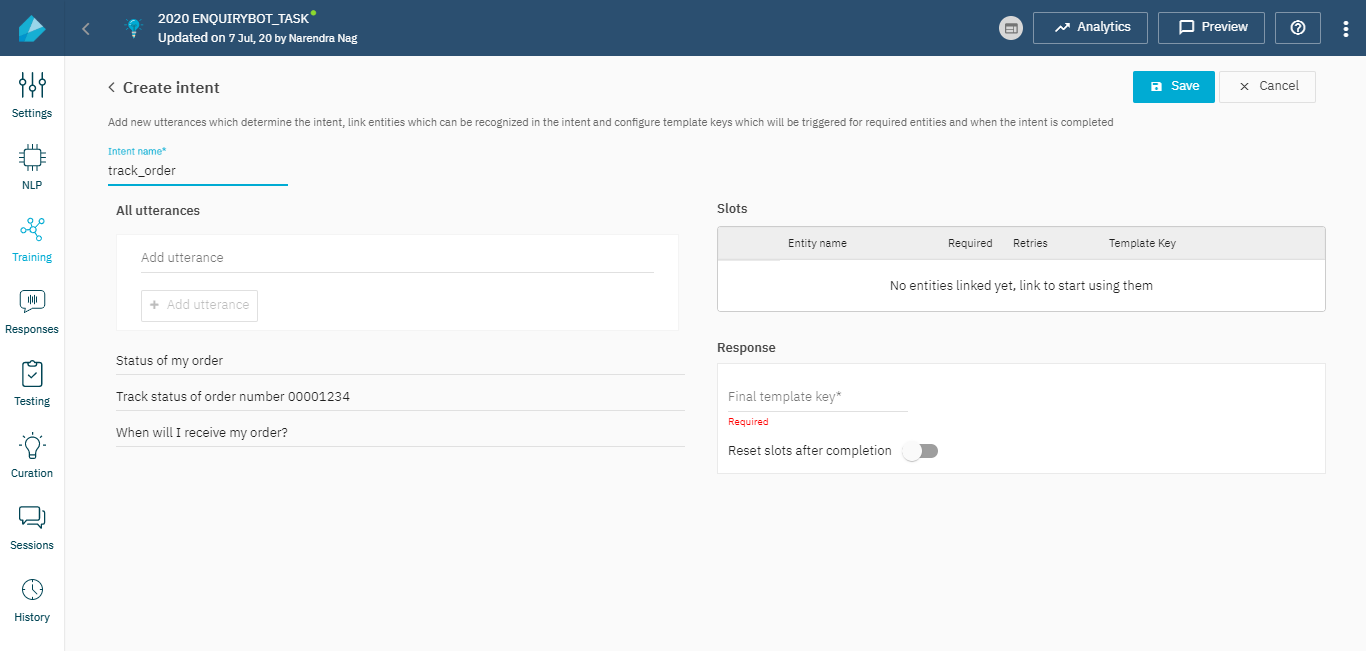 2020 ENQUIRYBOT_TASK
Updated on 7 Jul, 20 by Narendra Nag
Analytics
Preview
Settings
NLP
Training
Responses
Testing
Curation
Sessions
History
Create intent
Save
Cancel
Add new utterances which determine the intent, link entities which can be recognized in the intent and configure template keys which will be triggered for required entities and when the intent is completed
Intent name*
track_order
All utterances
Add utterance
+ Add utterance
Status of my order
Track status of order number 00001234
When will I receive my order?
Slots
Entity name Required Retries Template Key
No entities linked yet, link to start using them
Response
Final template key*
Required
Reset slots after completion